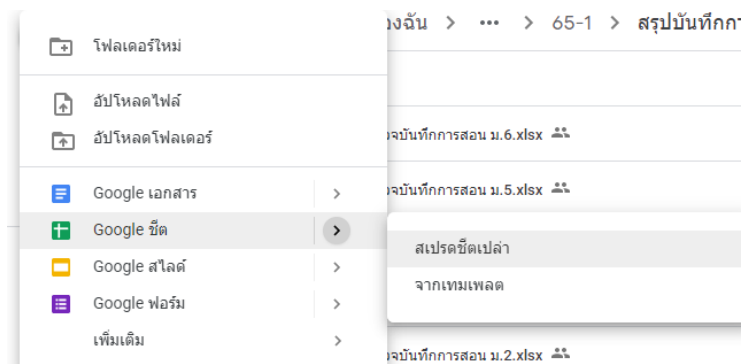 องฉัน > ••• > 65-1 > สรุปบันทึกกา
โฟลเดอร์ใหม่
อัปโหลดไฟล์
อัปโหลดโฟลเดอร์
วจบันทึกการสอน ม.6.xlsx
Google เอกสาร
วจบันทึกการสอน ม.5.xlsx
Google ชีต
สเปรดชีตเปล่า
Google สไลด์
จากเทมเพลต
Google ฟอร์ม
เพิ่มเติม
วจบันทึกการสอน ม.2.xlsx